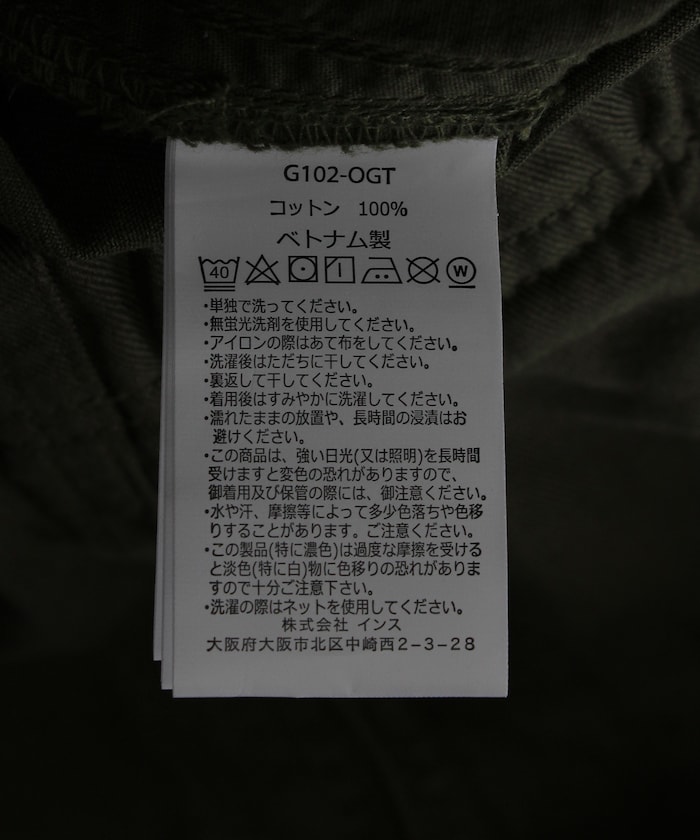 G102-OGT
コットン 100%
ベトナム製
40 W
・単独で洗ってください。
・無蛍光洗剤を使用してください。
・アイロンの際はあて布をしてください。
・洗濯後はただちに干してください。
・裏返して干してください。
・着用後はすみやかに洗濯してください。
・濡れたままの放置や、長時間の浸漬はお
避けください。
・この商品は、強い日光(又は照明)を長時間
受けますと変色の恐れがありますので、
御着用及び保管の際には、御注意ください。
・水や汗、摩擦等によって多少色落ちや色移
りすることがあります。ご注意ください。
・この製品(特に濃色)は過度な摩擦を受ける
と淡色(特に白)物に色移りの恐れがありま
すので十分ご注意下さい。
・洗濯の際はネットを使用してください。
株式会社 インス
大阪府大阪市北区中崎西2−3−28